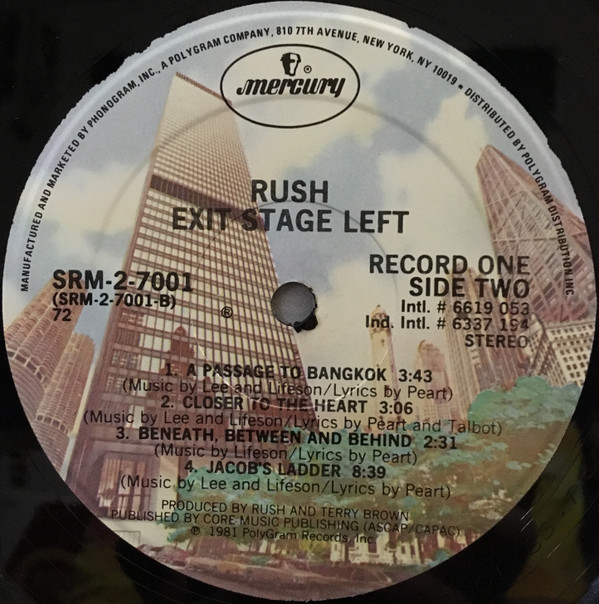 MANUFACTURED AND MARKETED BY PHONOGRAM, INC., A POLYGRAM COMPANY, 810 7TH AVENUE, NEW YORK, NY 10019 • DISTRIBUTED BY POLYGRAM DISTRIBUTION, INC
mercury ®
RUSH
EXIT STAGE LEFT
SRM-2-7001
(SRM-2-7001-B)
72
®
RECORD ONE
SIDE TWO
Intl. # 6619 053
Ind. Intl. # 6337 194
STEREO
1. A PASSAGE TO BANGKOK 3:43
(Music by Lee and Lifeson/Lyrics by Peart)
2. CLOSER TO THE HEART 3:06
(Music by Lee and Lifeson/Lyrics by Peart and Talbot)
3. BENEATH, BETWEEN AND BEHIND 2:31
(Music by Lifeson/Lyrics by Peart)
4. JACOB'S LADDER 8:39
(Music by Lee and Lifeson/Lyrics by Peart)
PRODUCED BY RUSH AND TERRY BROWN
PUBLISHED BY CORE MUSIC PUBLISHING (ASCAP/CAPAC)
℗ 1981 PolyGram Records, Inc.